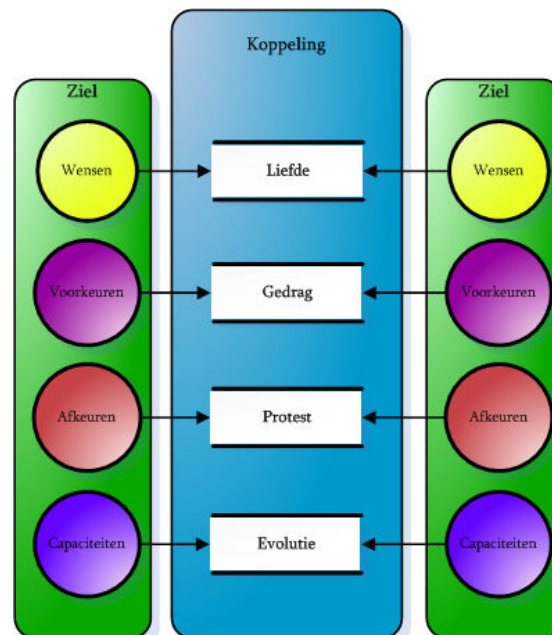 Koppeling
Ziel
Ziel
Wensen
Liefde
Wensen
Voorkeuren
Gedrag
Voorkeuren
Afkeuren
Protest
Afkeuren
Capaciteiten
Evolutie
Capaciteiten